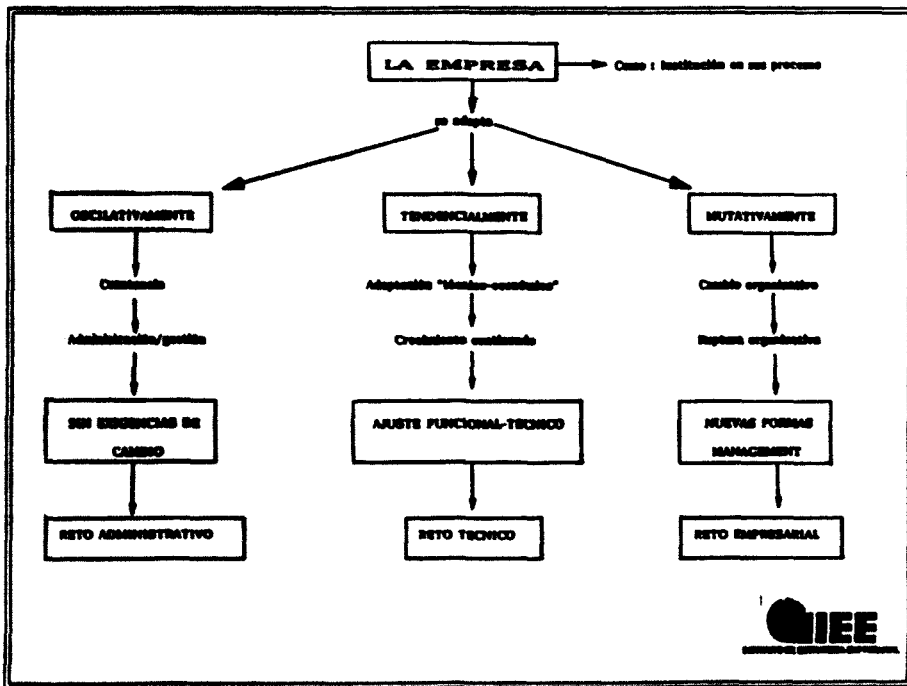 LA EMPRESA
Como : Institución en sus procesos
se adapta
OSCILATIVAMENTE
TENDENCIALMENTE
MUTATIVAMENTE
Constancia
Adaptación "técnico-económica"
Cambio organizativo
Administración/gestión
Crecimiento continuado
Ruptura organizativa
SIN EXIGENCIAS DE
CAMBIO
AJUSTE FUNCIONAL-TECNICO
NUEVAS FORMAS
MANAGEMENT
RETO ADMINISTRATIVO
RETO TECNICO
RETO EMPRESARIAL
IEE